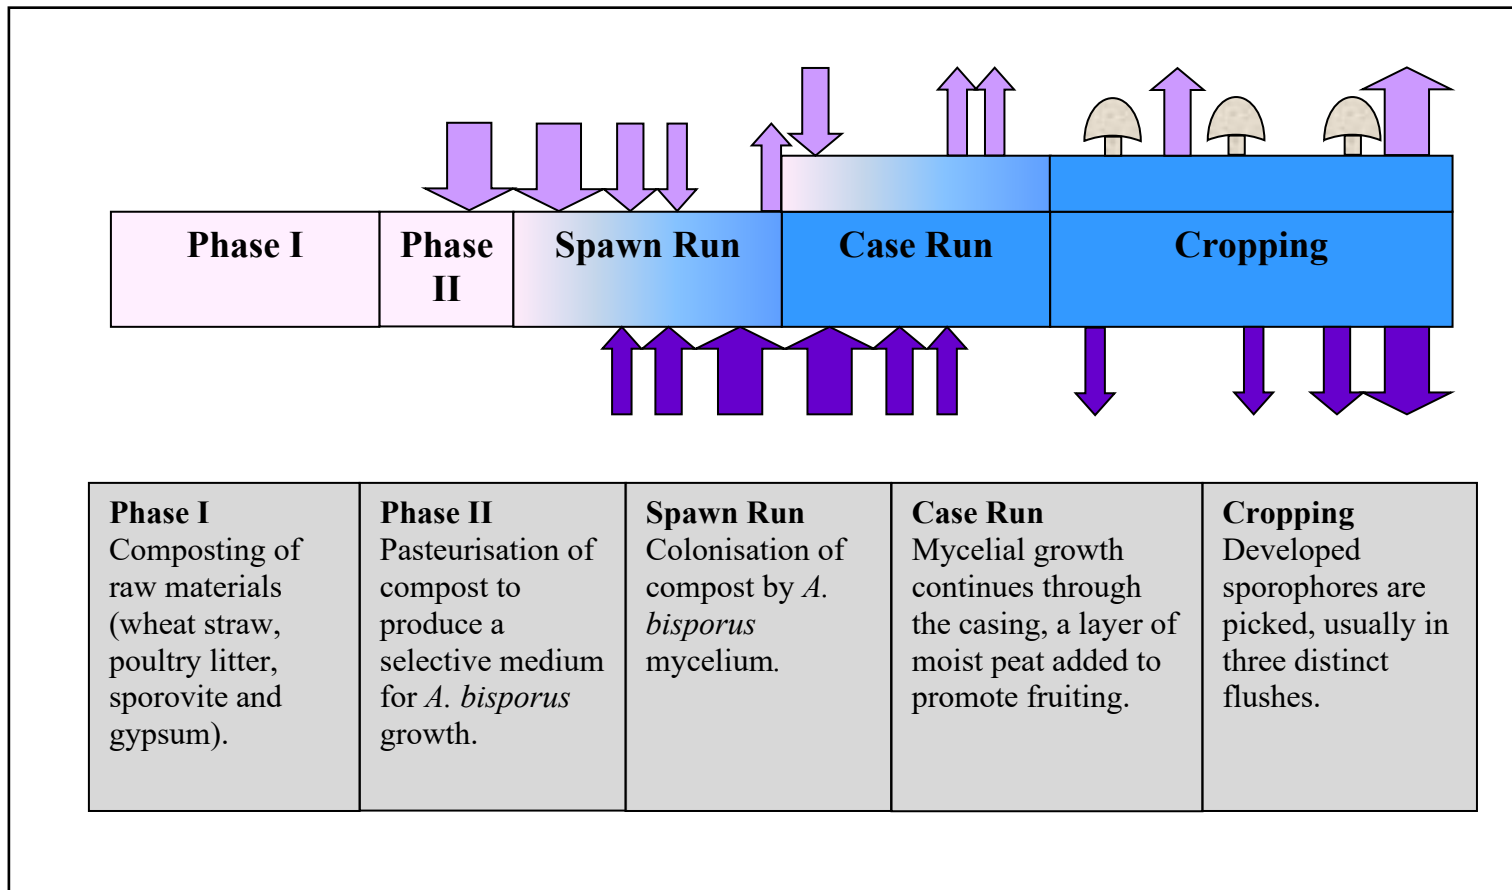 Phase I
Phase
II
Spawn Run
Case Run
Cropping
Phase I
Composting of
raw materials
(wheat straw,
poultry litter,
sporovite and
gypsum).
Phase II
Pasteurisation of
compost to
produce a
selective medium
for A. bisporus
growth.
Spawn Run
Colonisation of
compost by A.
bisporus
mycelium.
Case Run
Mycelial growth
continues through
the casing, a layer of
moist peat added to
promote fruiting.
Cropping
Developed
sporophores are
picked, usually in
three distinct
flushes.